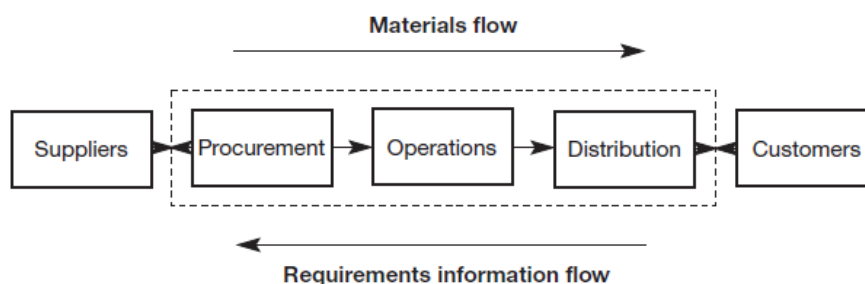 Materials flow
Suppliers
Procurement
Operations
Distribution
Customers
Requirements information flow